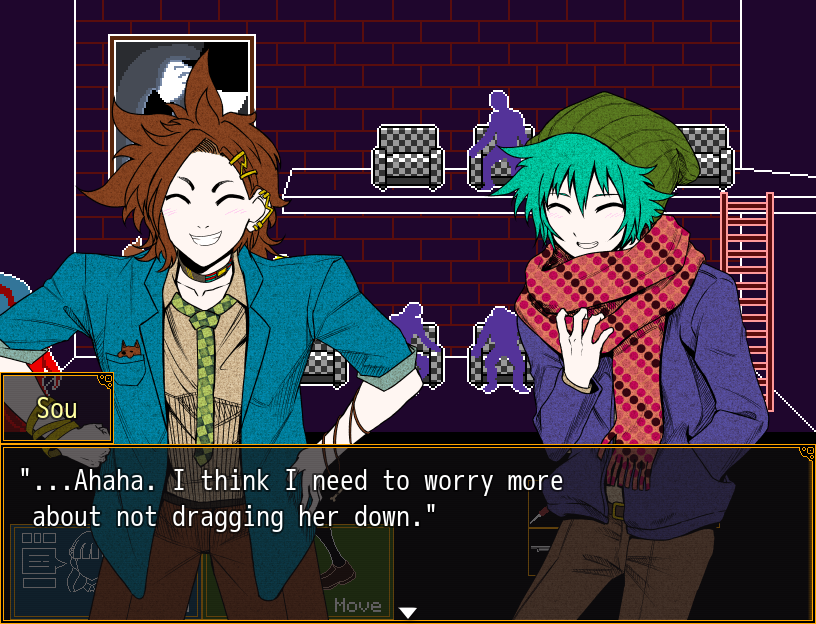 Sou
"...Ahaha. I think I need to worry more
about not dragging her down."
Move